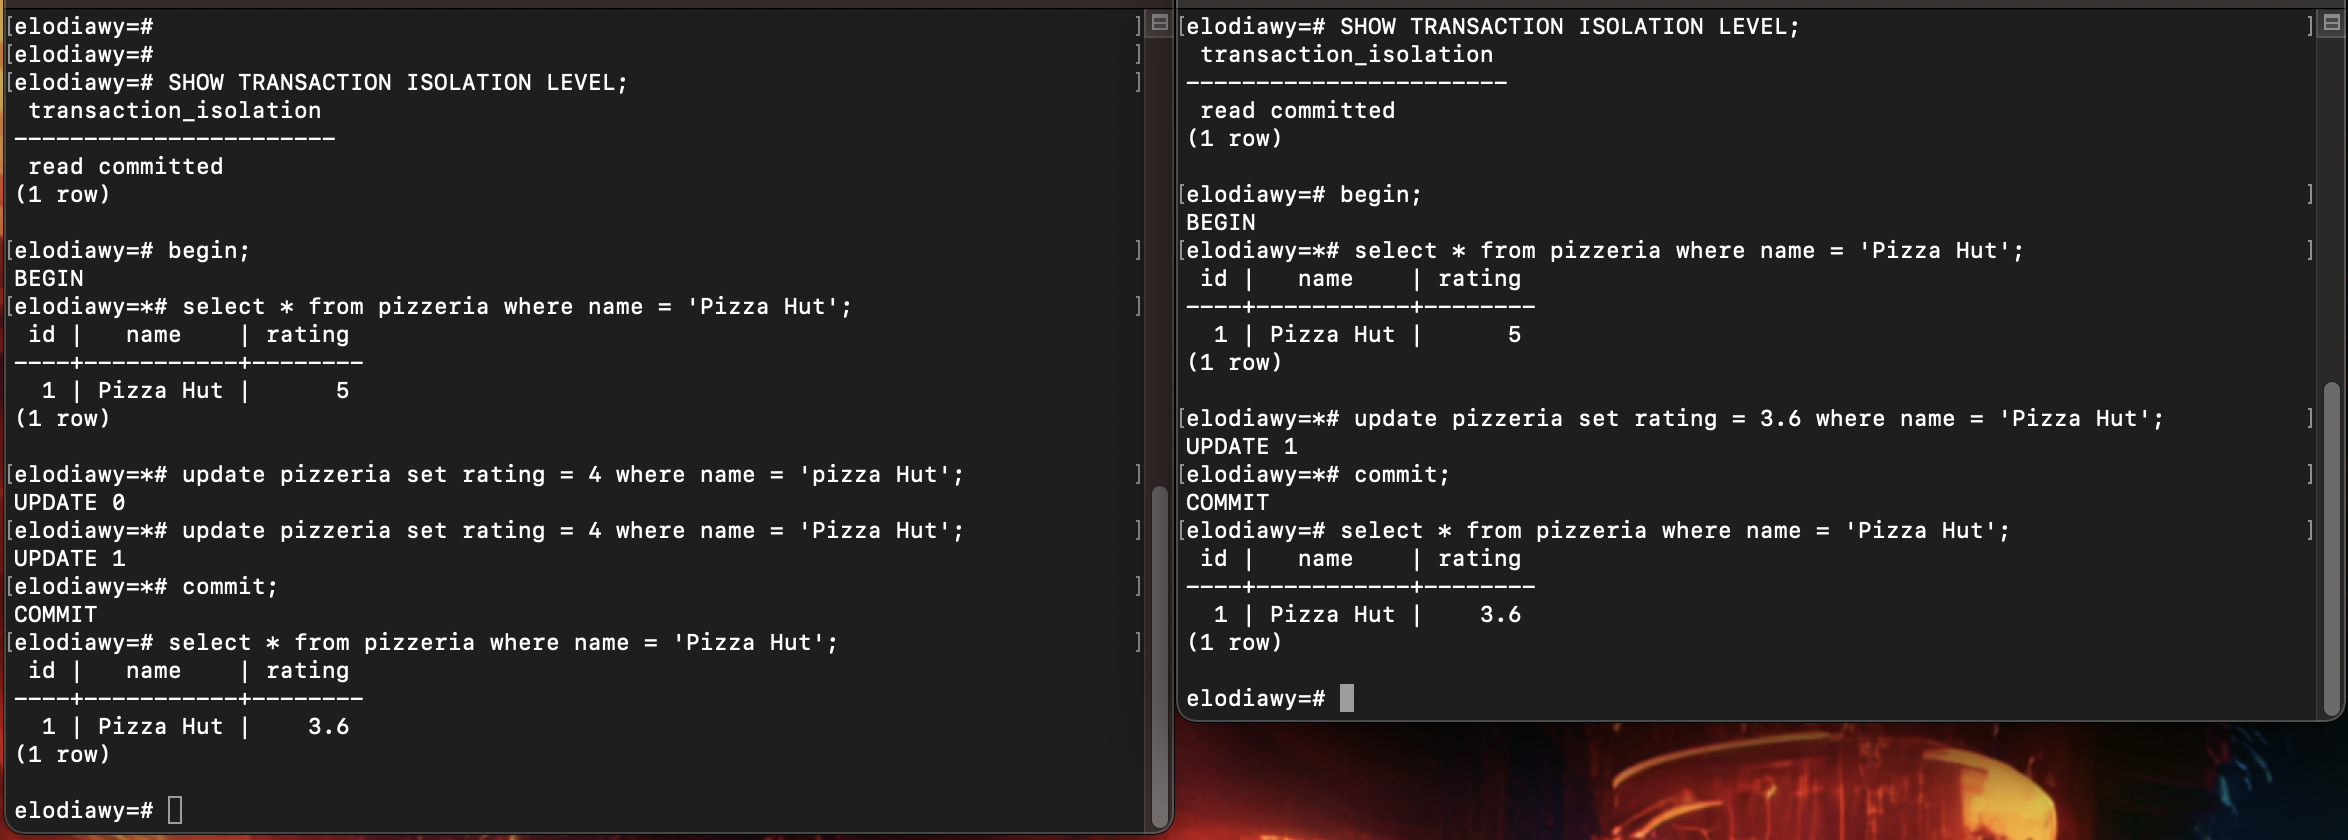 elodiawy=#
elodiawy=#
elodiawy=# SHOW TRANSACTION ISOLATION LEVEL;
 transaction_isolation
-----------------------
 read committed
(1 row)

elodiawy=# begin;
BEGIN
elodiawy=*# select * from pizzeria where name = 'Pizza Hut';
 id |   name    | rating
----+-----------+--------
  1 | Pizza Hut |      5
(1 row)

elodiawy=*# update pizzeria set rating = 4 where name = 'pizza Hut';
UPDATE 0
elodiawy=*# update pizzeria set rating = 4 where name = 'Pizza Hut';
UPDATE 1
elodiawy=*# commit;
COMMIT
elodiawy=# select * from pizzeria where name = 'Pizza Hut';
 id |   name    | rating
----+-----------+--------
  1 | Pizza Hut |    3.6
(1 row)

elodiawy=#
elodiawy=# SHOW TRANSACTION ISOLATION LEVEL;
 transaction_isolation
-----------------------
 read committed
(1 row)

elodiawy=# begin;
BEGIN
elodiawy=*# select * from pizzeria where name = 'Pizza Hut';
 id |   name    | rating
----+-----------+--------
  1 | Pizza Hut |      5
(1 row)

elodiawy=*# update pizzeria set rating = 3.6 where name = 'Pizza Hut';
UPDATE 1
elodiawy=*# commit;
COMMIT
elodiawy=# select * from pizzeria where name = 'Pizza Hut';
 id |   name    | rating
----+-----------+--------
  1 | Pizza Hut |    3.6
(1 row)

elodiawy=#